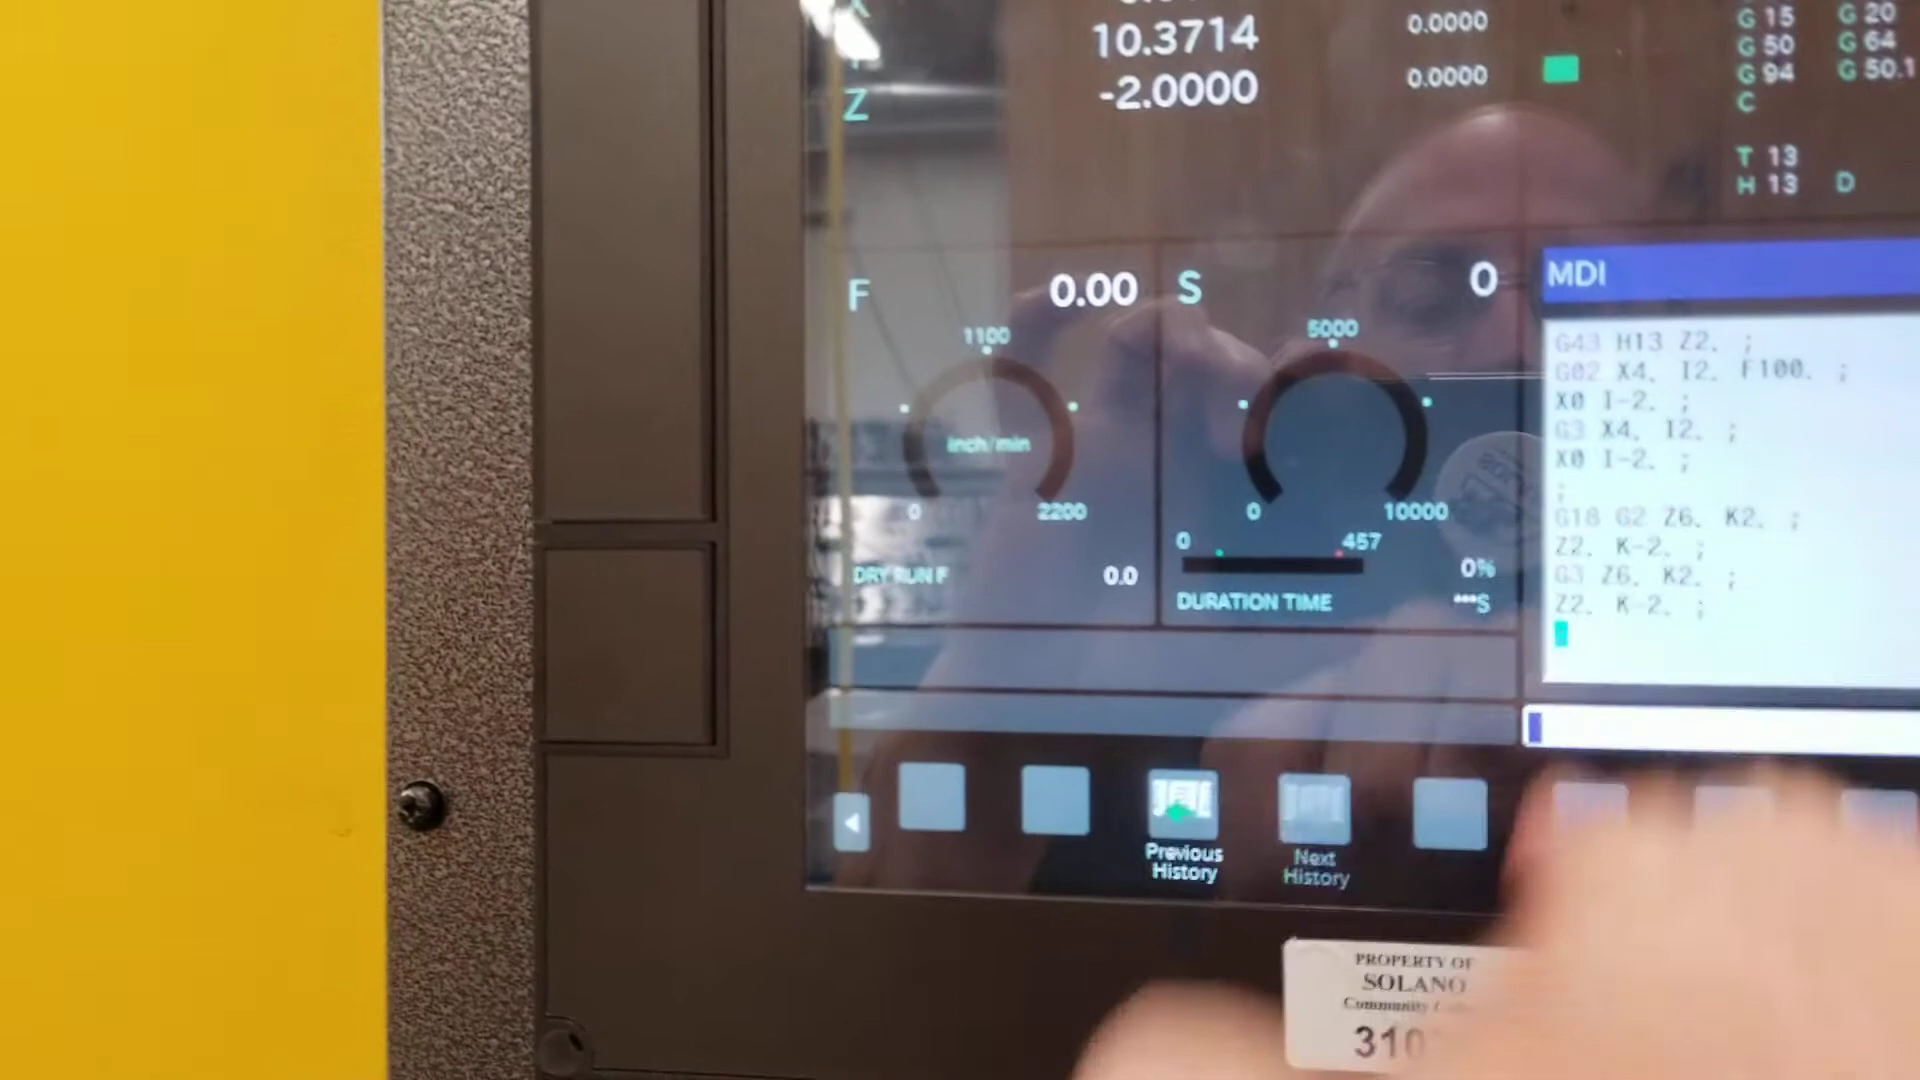 X
10.3714 0.0000
Z -2.0000 0.0000
G 15 G 20
G 50 G 64
G 94 G 50.1
C
T 13
H 13 D
F 0.00
1100
inch/min
0 2200
DRY RUN F 0.0
S 0
5000
0 10000
0 457
0%
DURATION TIME ***S
MDI
G43 H13 Z2. ;
G02 X4. I2. F100. ;
X0 I-2. ;
G3 X4. I2. ;
X0 I-2. ;
;
G18 G2 Z6. K2. ;
Z2. K-2. ;
G3 Z6. K2. ;
Z2. K-2. ;
Previous
History
Next
History
PROPERTY OF
SOLANO
Community
310